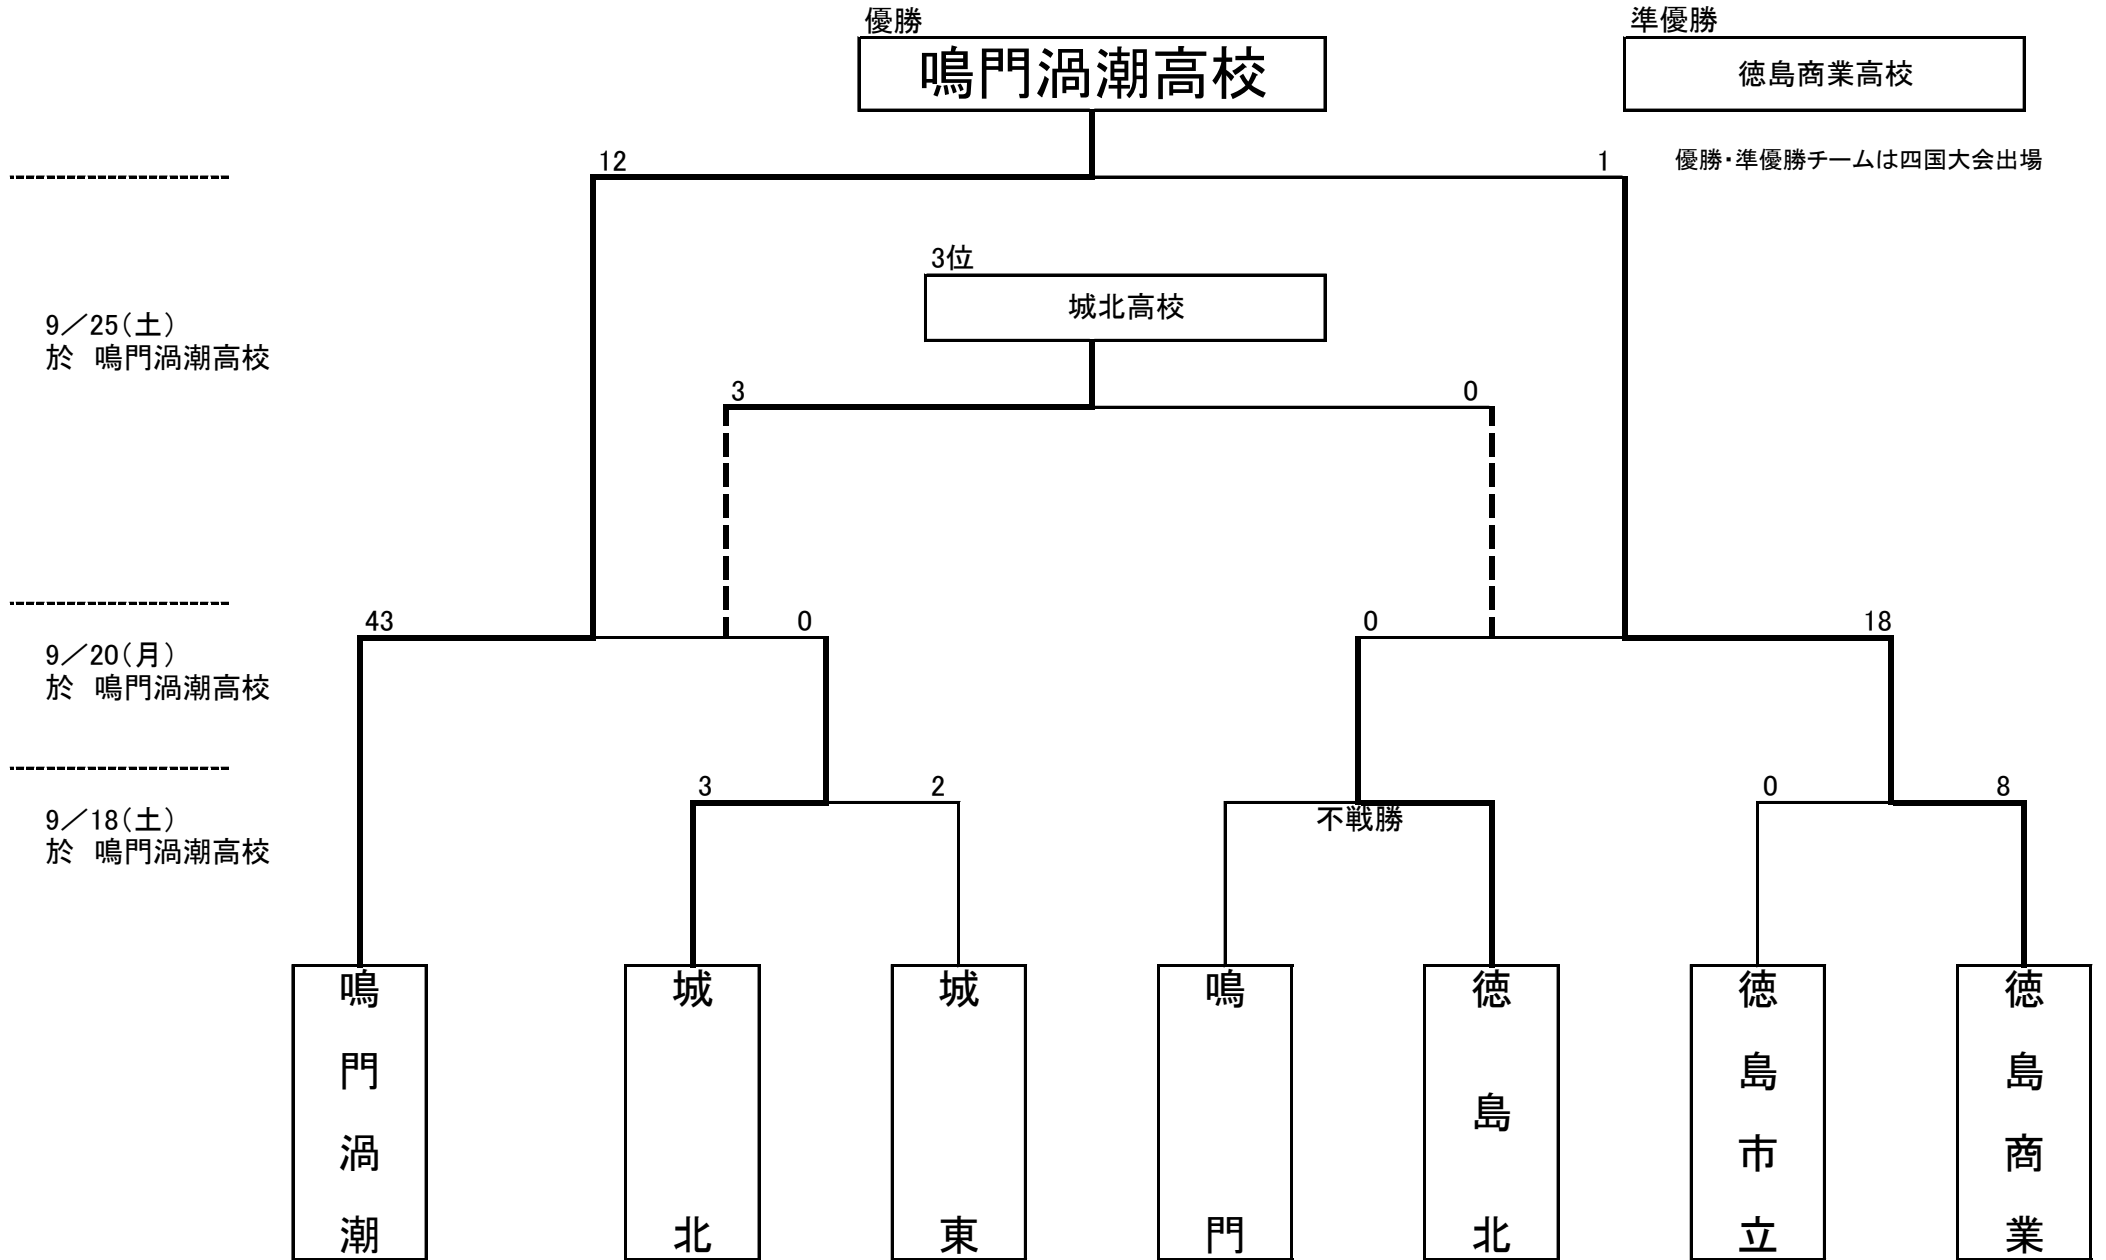 優勝
鳴門渦潮高校
準優勝
徳島商業高校
12
1
優勝・準優勝チームは四国大会出場
3位
城北高校
9／25(土)
於 鳴門渦潮高校
3
0
43
0
0
18
9／20(月)
於 鳴門渦潮高校
3
2
不戦勝
0
8
9／18(土)
於 鳴門渦潮高校
鳴門渦潮
城北
城東
鳴門
徳島北
徳島市立
徳島商業